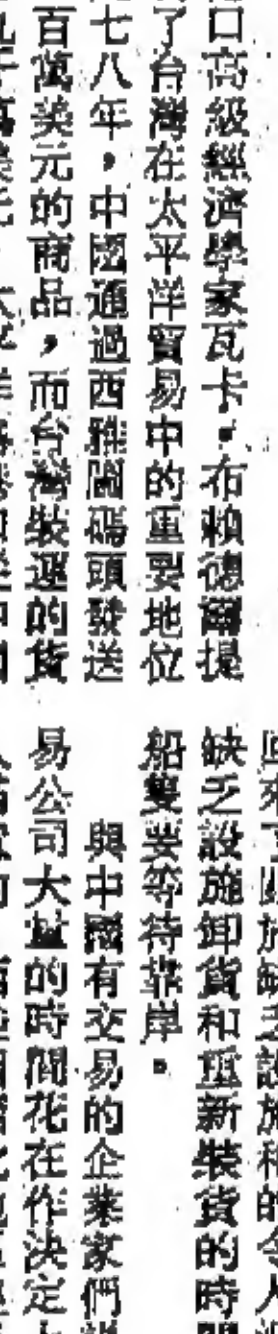 口高級經濟學家瓦卡·布賴德爾提
了台灣在太平洋貿易中的重要地位
七八年，中國通過西雅圖碼頭發送
百萬美元的商品，而台灣裝運的貨
缺乏設施卸貨和重新裝貨的時
船隻要等待靠岸。
與中國有交易的企業家們
易公司大量的時間花在作決定